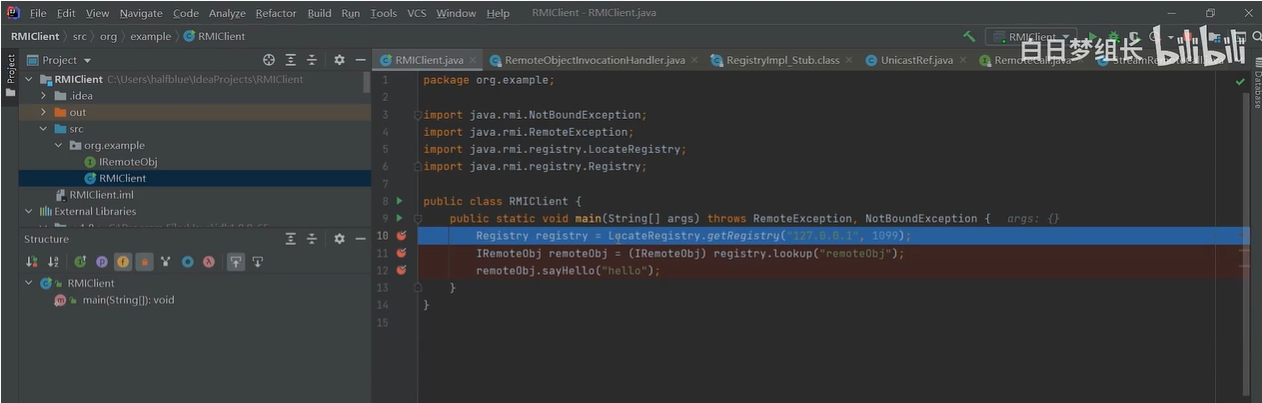 File Edit View Navigate Code Analyze Refactor Build Run Tools VCS Window Help RMIClient - RMIClient.java
RMIClient src org example RMIClient
RMIClient
白日梦组长 bilibili
Project
RMIClient.java RemoteObjectInvocationHandler.java RegistryImpl_Stub.class UnicastRef.java
Project
Database
RMIClient C:\Users\halfblue\IdeaProjects\RMIClient
.idea
out
src
org.example
IRemoteObj
RMIClient
RMIClient.iml
External Libraries
Structure
RMIClient
main(String[]): void
1 package org.example;
2
3 import java.rmi.NotBoundException;
4 import java.rmi.RemoteException;
5 import java.rmi.registry.LocateRegistry;
6 import java.rmi.registry.Registry;
7
8 public class RMIClient {
9 public static void main(String[] args) throws RemoteException, NotBoundException { args: {}
10 Registry registry = LocateRegistry.getRegistry("127.0.0.1", 1099);
11 IRemoteObj remoteObj = (IRemoteObj) registry.lookup("remoteObj");
12 remoteObj.sayHello("hello");
13 }
14 }
15